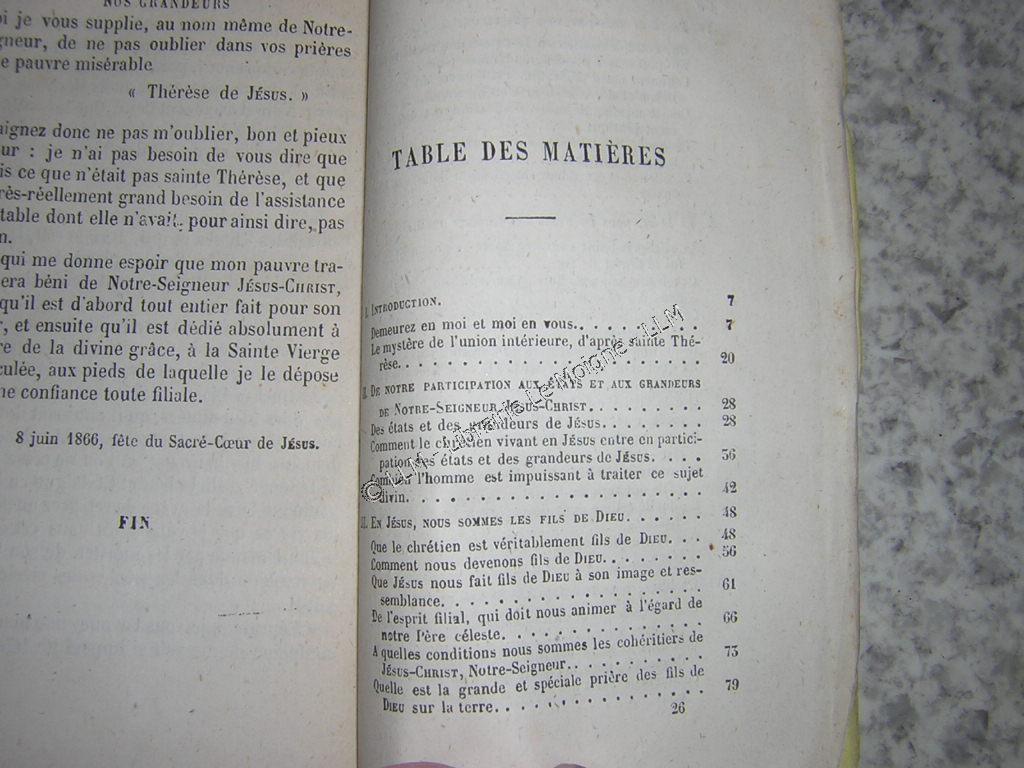 NOS GRANDEURS
je vous supplie, au nom même de Notre-
gneur, de ne pas oublier dans vos prières
e pauvre misérable
« Thérèse de JÉSUS. »
aignez donc ne pas m'oublier, bon et pieux
ur : je n'ai pas besoin de vous dire que
is ce que n'était pas sainte Thérèse, et que
rès-réellement grand besoin de l'assistance
table dont elle n'avait, pour ainsi dire, pas
n.
qui me donne espoir que mon pauvre tra-
era béni de Notre-Seigneur JÉSUS-CHRIST,
qu'il est d'abord tout entier fait pour son
r, et ensuite qu'il est dédié absolument à
re de la divine grâce, à la Sainte Vierge
culée, aux pieds de laquelle je le dépose
ne confiance toute filiale.
8 juin 1866, fête du Sacré-Cœur de JÉSUS.
FIN
TABLE DES MATIÈRES
I. INTRODUCTION. 7
Demeurez en moi et moi en vous. . . . . . . . . 7
Le mystère de l'union intérieure, d'après sainte Thé-
rèse. . . . . . . . . . . . . . . . 20
II. DE NOTRE PARTICIPATION AUX ÉTATS ET AUX GRANDEURS
DE NOTRE-SEIGNEUR JÉSUS-CHRIST. . . . . . . . 28
Des états et des grandeurs de JÉSUS. . . . . . . 28
Comment le chrétien vivant en JÉSUS entre en partici-
pation des états et des grandeurs de JÉSUS. . . . 36
Combien l'homme est impuissant à traiter ce sujet
divin. . . . . . . . . . . . . . . . 42
III. EN JÉSUS, NOUS SOMMES LES FILS DE DIEU. . . . . . 48
Que le chrétien est véritablement fils de DIEU. . . 48
Comment nous devenons fils de DIEU. . . . . . . 56
Que JÉSUS nous fait fils de DIEU à son image et res-
semblance. . . . . . . . . . . . . . 61
De l'esprit filial, qui doit nous animer à l'égard de
notre Père céleste. . . . . . . . . . . 66
A quelles conditions nous sommes les cohéritiers de
JÉSUS-CHRIST, Notre-Seigneur. . . . . . . . . 73
Quelle est la grande et spéciale prière des fils de
DIEU sur la terre. . . . . . . . . . . 79
26
© LLM - Librairie Le Moigne - LLM